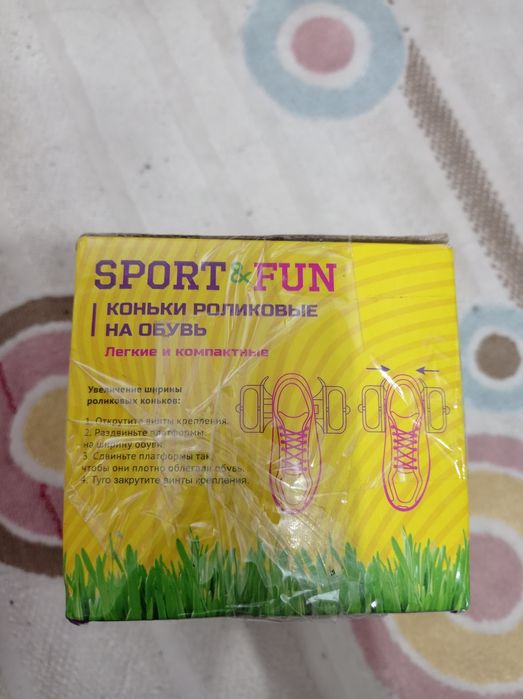 SPORT & FUN
КОНЬКИ РОЛИКОВЫЕ
НА ОБУВЬ
Легкие и компактные
Увеличение ширины
роликовых коньков:
1. Открутите винты крепления.
2. Раздвиньте платформы
на ширину обуви.
3. Сдвиньте платформы так,
чтобы они плотно облегали обувь.
4. Туго закрутите винты крепления.